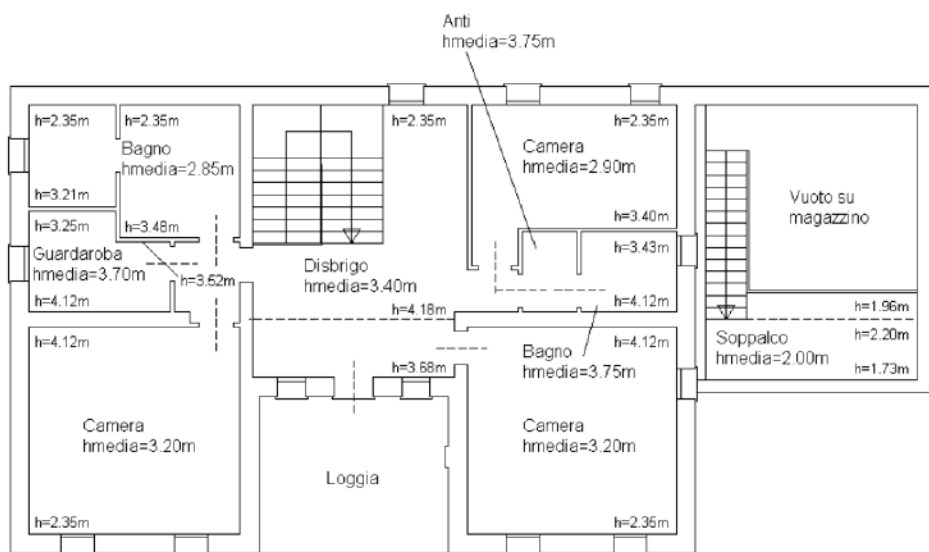 Anti
hmedia=3.75m
h=2.35m
h=2.35m
Bagno
hmedia=2.85m
h=3.21m
h=3.48m
h=2.35m
h=2.35m
Camera
hmedia=2.90m
h=3.40m
Vuoto su
magazzino
h=3.25m
Guardaroba
hmedia=3.70m
h=3.52m
h=4.12m
Disbrigo
hmedia=3.40m
h=4.18m
h=3.68m
h=3.43m
h=4.12m
Bagno
hmedia=3.75m
h=1.96m
Soppalco
hmedia=2.00m
h=2.20m
h=1.73m
h=4.12m
Camera
hmedia=3.20m
h=2.35m
Loggia
h=4.12m
Camera
hmedia=3.20m
h=2.35m